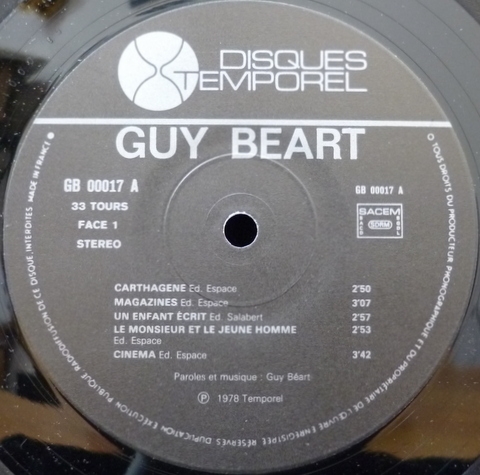 DISQUES
TEMPOREL
GUY BEART
GB 00017 A
33 TOURS
FACE 1
STEREO
GB 00017 A
SACEM
SDRM
CARTHAGENE Ed. Espace 2'50
MAGAZINES Ed. Espace 3'07
UN ENFANT ÉCRIT Ed. Salabert 2'57
LE MONSIEUR ET LE JEUNE HOMME 2'53
Ed. Espace
CINEMA Ed. Espace 3'42
Paroles et musique : Guy Béart
Ⓟ 1978 Temporel
TOUS DROITS DU PRODUCTEUR PHONOGRAPHIQUE ET DU PROPRIÉTAIRE DE L'ŒUVRE ENREGISTRÉE RÉSERVÉS DUPLICATION EXÉCUTION PUBLIQUE RADIODIFFUSION DE CE DISQUE, INTERDITES MADE IN FRANCE